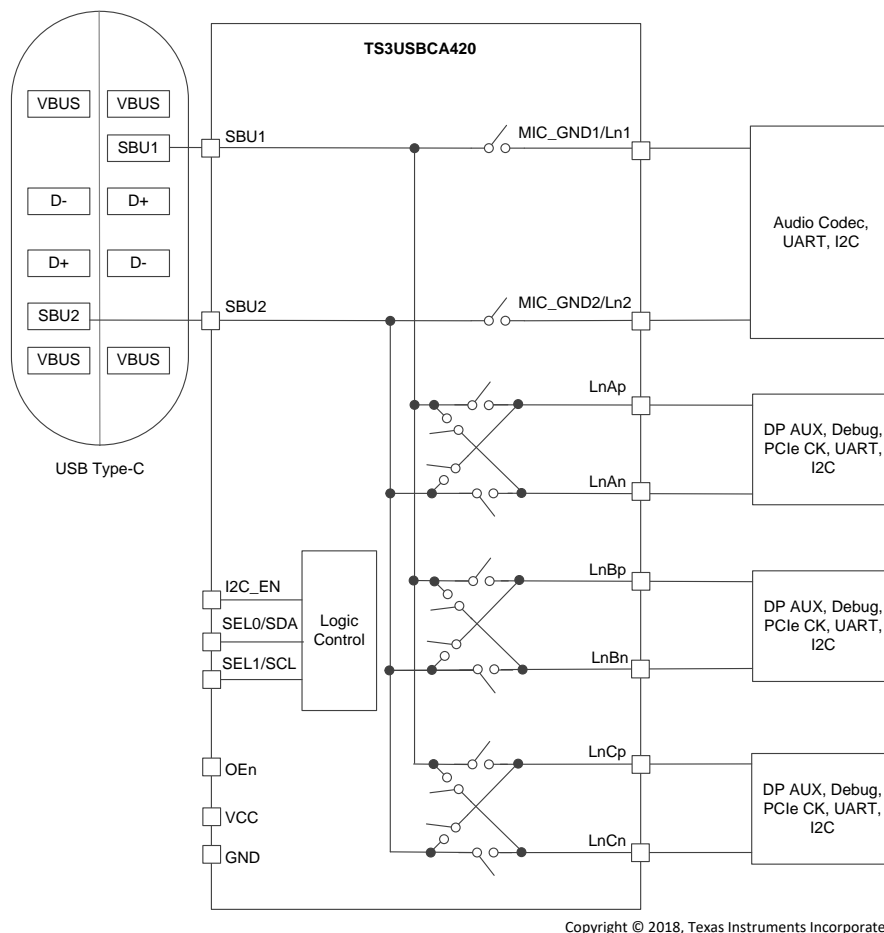 TS3USBCA420
VBUS
VBUS
SBU1
D-
D+
D+
D-
SBU2
VBUS
VBUS
USB Type-C
SBU1
MIC_GND1/Ln1
SBU2
MIC_GND2/Ln2
Audio Codec,
UART, I2C
LnAp
LnAn
DP AUX, Debug,
PCIe CK, UART,
I2C
LnBp
LnBn
DP AUX, Debug,
PCIe CK, UART,
I2C
LnCp
LnCn
DP AUX, Debug,
PCIe CK, UART,
I2C
I2C_EN
SEL0/SDA
SEL1/SCL
Logic
Control
OEn
VCC
GND
Copyright © 2018, Texas Instruments Incorporate